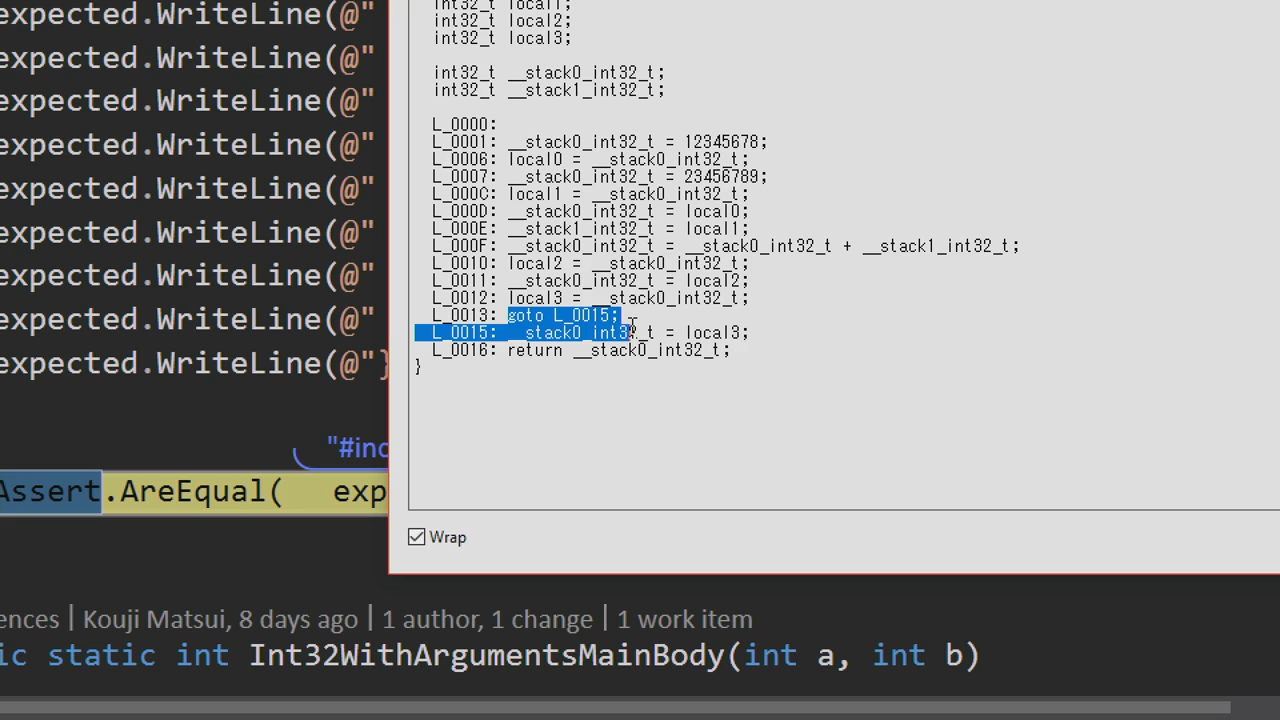 expected.WriteLine(@"
expected.WriteLine(@"
expected.WriteLine(@"
expected.WriteLine(@"
expected.WriteLine(@"
expected.WriteLine(@"
expected.WriteLine(@"
expected.WriteLine(@"
expected.WriteLine(@"}
"#inc
Assert.AreEqual( exp
int32_t local1;
int32_t local2;
int32_t local3;
int32_t __stack0_int32_t;
int32_t __stack1_int32_t;
L_0000:
L_0001: __stack0_int32_t = 12345678;
L_0006: local0 = __stack0_int32_t;
L_0007: __stack0_int32_t = 23456789;
L_000C: local1 = __stack0_int32_t;
L_000D: __stack0_int32_t = local0;
L_000E: __stack1_int32_t = local1;
L_000F: __stack0_int32_t = __stack0_int32_t + __stack1_int32_t;
L_0010: local2 = __stack0_int32_t;
L_0011: __stack0_int32_t = local2;
L_0012: local3 = __stack0_int32_t;
L_0013: goto L_0015;
L_0015: __stack0_int32_t = local3;
L_0016: return __stack0_int32_t;
}
Wrap
ences | Kouji Matsui, 8 days ago | 1 author, 1 change | 1 work item
ic static int Int32WithArgumentsMainBody(int a, int b)